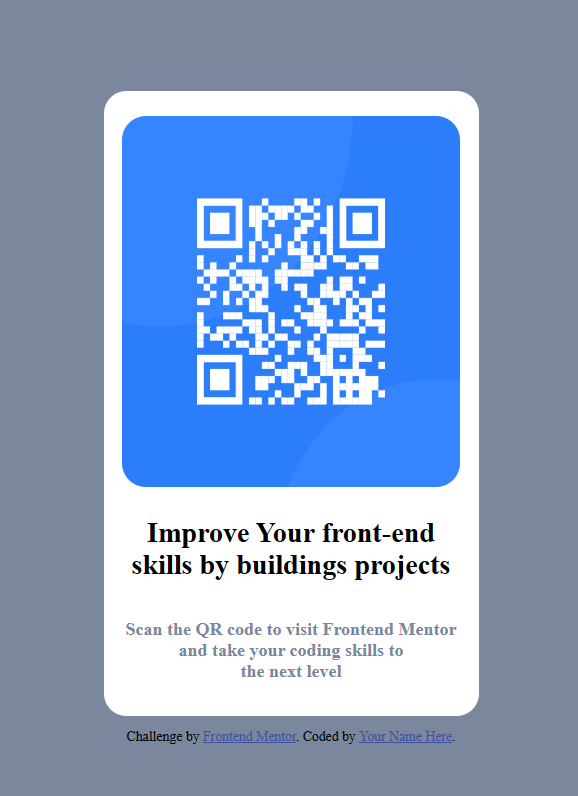 Improve Your front-end
skills by buildings projects
Scan the QR code to visit Frontend Mentor
and take your coding skills to
the next level
Challenge by Frontend Mentor. Coded by Your Name Here.